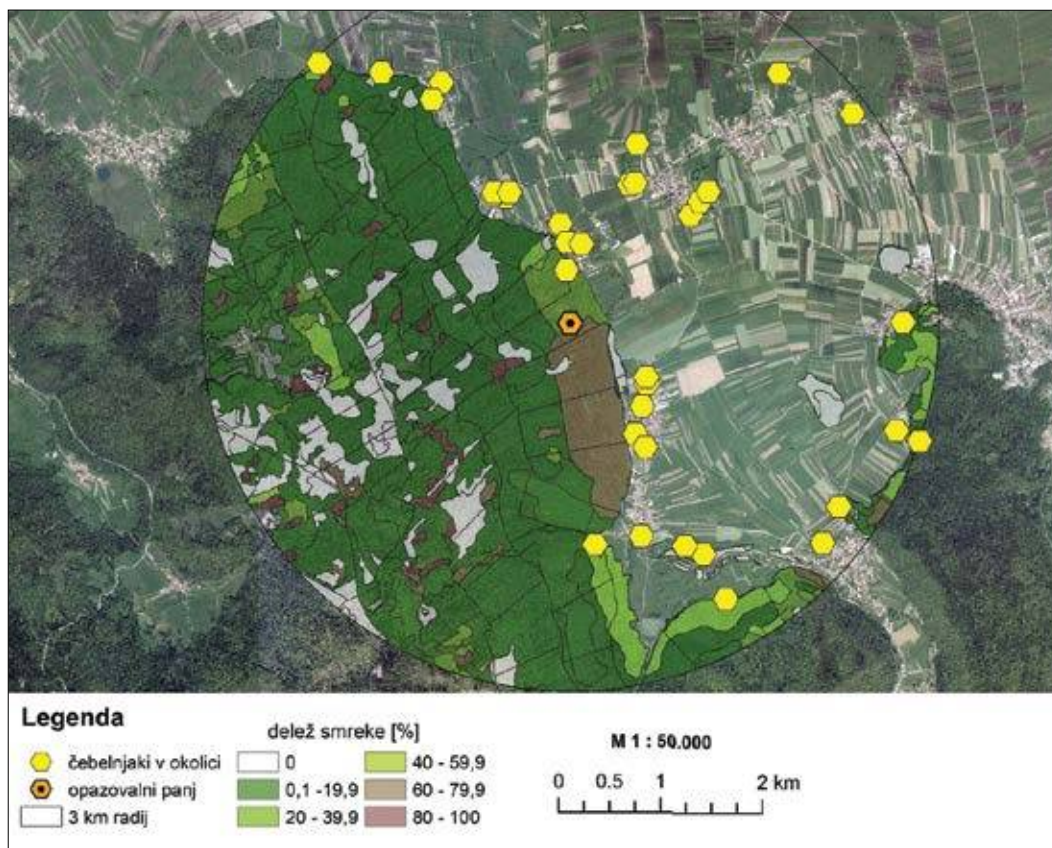 Legenda
čebelnjaki v okolici
opazovalni panj
3 km radij
delež smreke [%]
0
0,1 -19,9
20 - 39,9
40 - 59,9
60 - 79,9
80 - 100
M 1 : 50.000
0 0,5 1 2 km